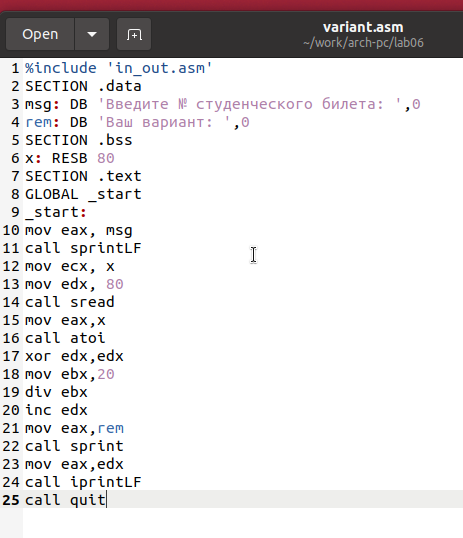 Open
variant.asm
~/work/arch-pc/lab06
1 %include 'in_out.asm'
2 SECTION .data
3 msg: DB 'Введите № студенческого билета: ',0
4 rem: DB 'Ваш вариант: ',0
5 SECTION .bss
6 x: RESB 80
7 SECTION .text
8 GLOBAL _start
9 _start:
10 mov eax, msg
11 call sprintLF
12 mov ecx, x
13 mov edx, 80
14 call sread
15 mov eax,x
16 call atoi
17 xor edx,edx
18 mov ebx,20
19 div ebx
20 inc edx
21 mov eax,rem
22 call sprint
23 mov eax,edx
24 call iprintLF
25 call quit